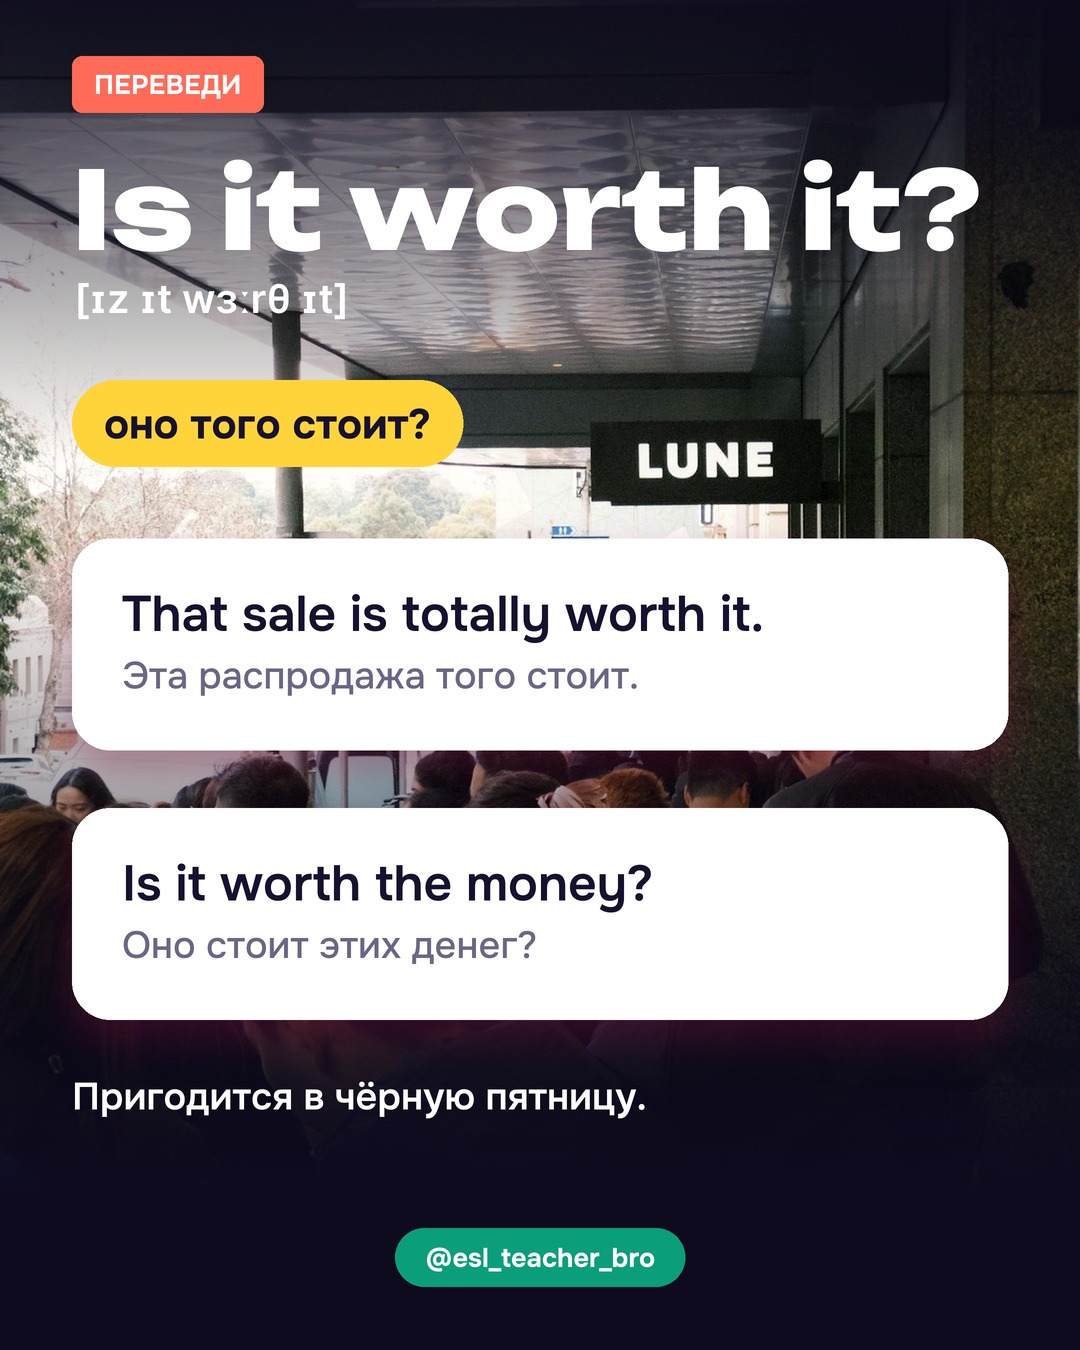 ПЕРЕВЕДИ
Is it worth it?
[ɪz ɪt wɜːrθ ɪt]
оно того стоит?
LUNE
That sale is totally worth it.
Эта распродажа того стоит.
Is it worth the money?
Оно стоит этих денег?
Пригодится в чёрную пятницу.
@esl_teacher_bro